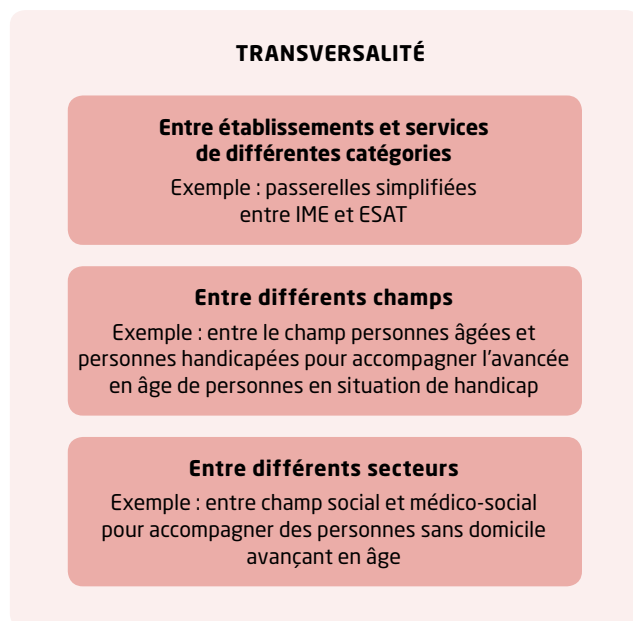 TRANSVERSALITÉ
Entre établissements et services
de différentes catégories
Exemple : passerelles simplifiées
entre IME et ESAT
Entre différents champs
Exemple : entre le champ personnes âgées et
personnes handicapées pour accompagner l'avancée
en âge de personnes en situation de handicap
Entre différents secteurs
Exemple : entre champ social et médico-social
pour accompagner des personnes sans domicile
avançant en âge